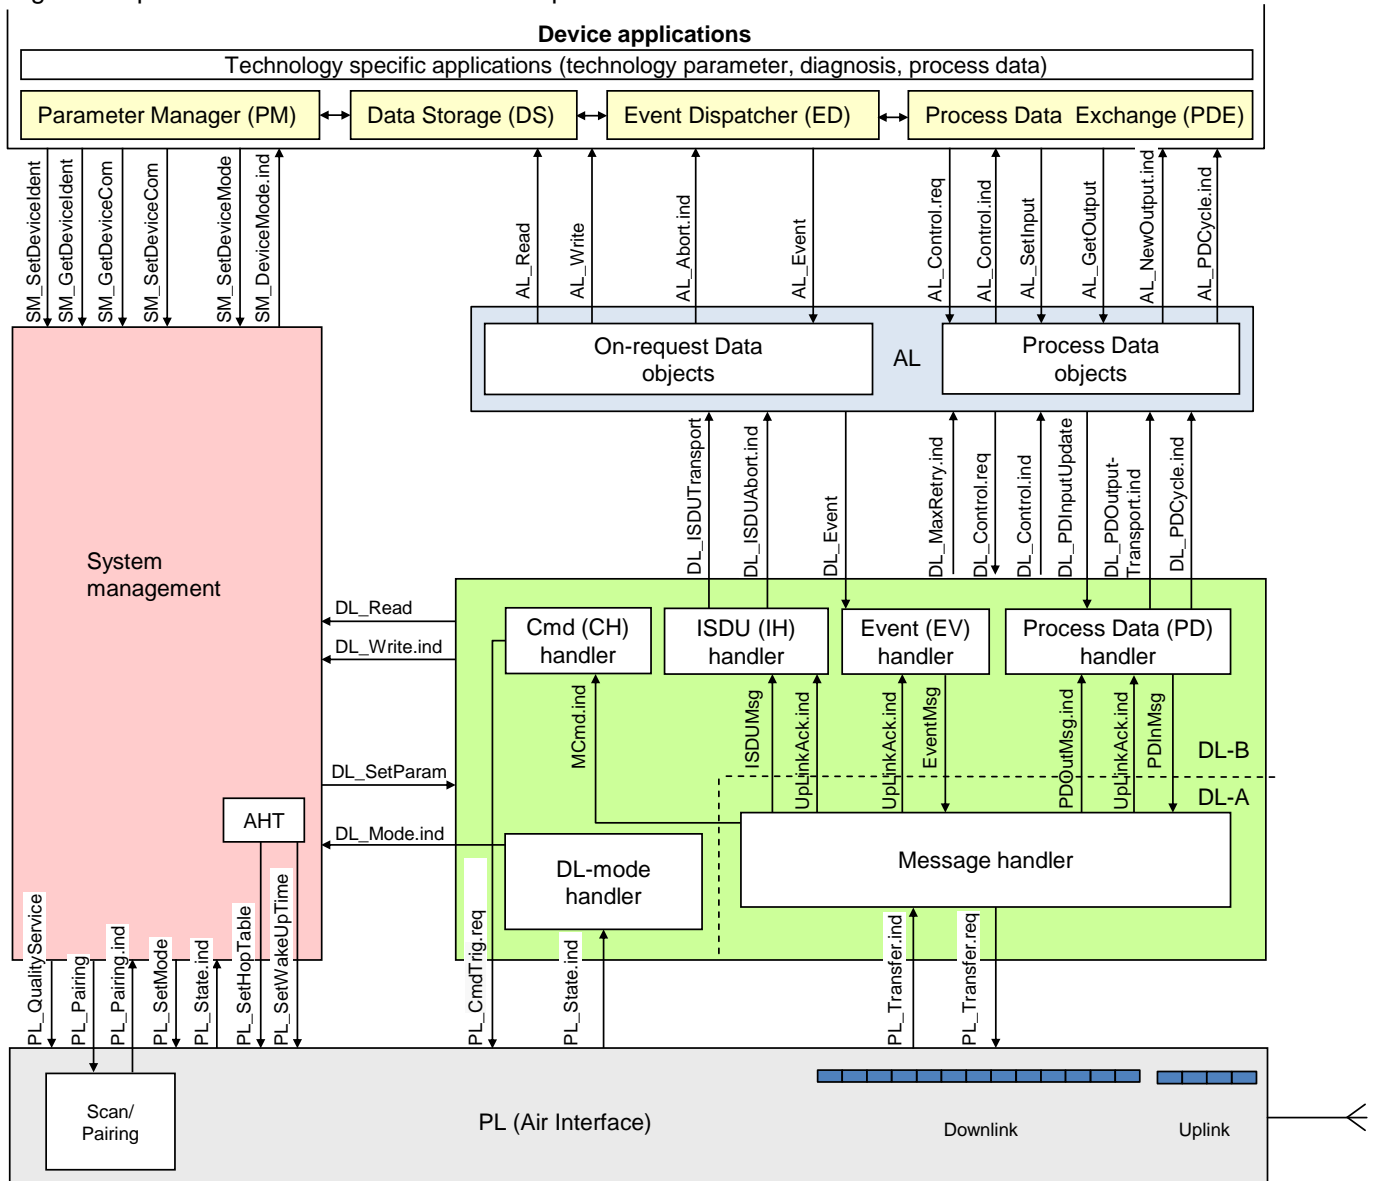 Device applications
Technology specific applications (technology parameter, diagnosis, process data)
Parameter Manager (PM)
Data Storage (DS)
Event Dispatcher (ED)
Process Data Exchange (PDE)
SM_SetDeviceIdent
SM_GetDeviceIdent
SM_GetDeviceCom
SM_SetDeviceCom
SM_SetDeviceMode
SM_DeviceMode.ind
AL_Read
AL_Write
AL_Abort.ind
AL_Event
AL_Control.req
AL_Control.ind
AL_SetInput
AL_GetOutput
AL_NewOutput.ind
AL_PDCycle.ind
On-request Data
objects
AL
Process Data
objects
DL_ISDUTransport
DL_ISDUAbort.ind
DL_Event
DL_MaxRetry.ind
DL_Control.req
DL_Control.ind
DL_PDInputUpdate
DL_PDOutput-
Transport.ind
DL_PDCycle.ind
System
management
DL_Read
DL_Write.ind
DL_SetParam
DL_Mode.ind
Cmd (CH)
handler
ISDU (IH)
handler
Event (EV)
handler
Process Data (PD)
handler
MCmd.ind
ISDUMsg
UpLinkAck.ind
UpLinkAck.ind
EventMsg
PDOutMsg.ind
UpLinkAck.ind
PDInMsg
DL-B
DL-A
AHT
DL-mode
handler
Message handler
PL_QualityService
PL_Pairing
PL_Pairing.ind
PL_SetMode
PL_State.ind
PL_SetHopTable
PL_SetWakeUpTime
PL_CmdTrig.req
PL_State.ind
PL_Transfer.ind
PL_Transfer.req
Scan/
Pairing
PL (Air Interface)
Downlink
Uplink